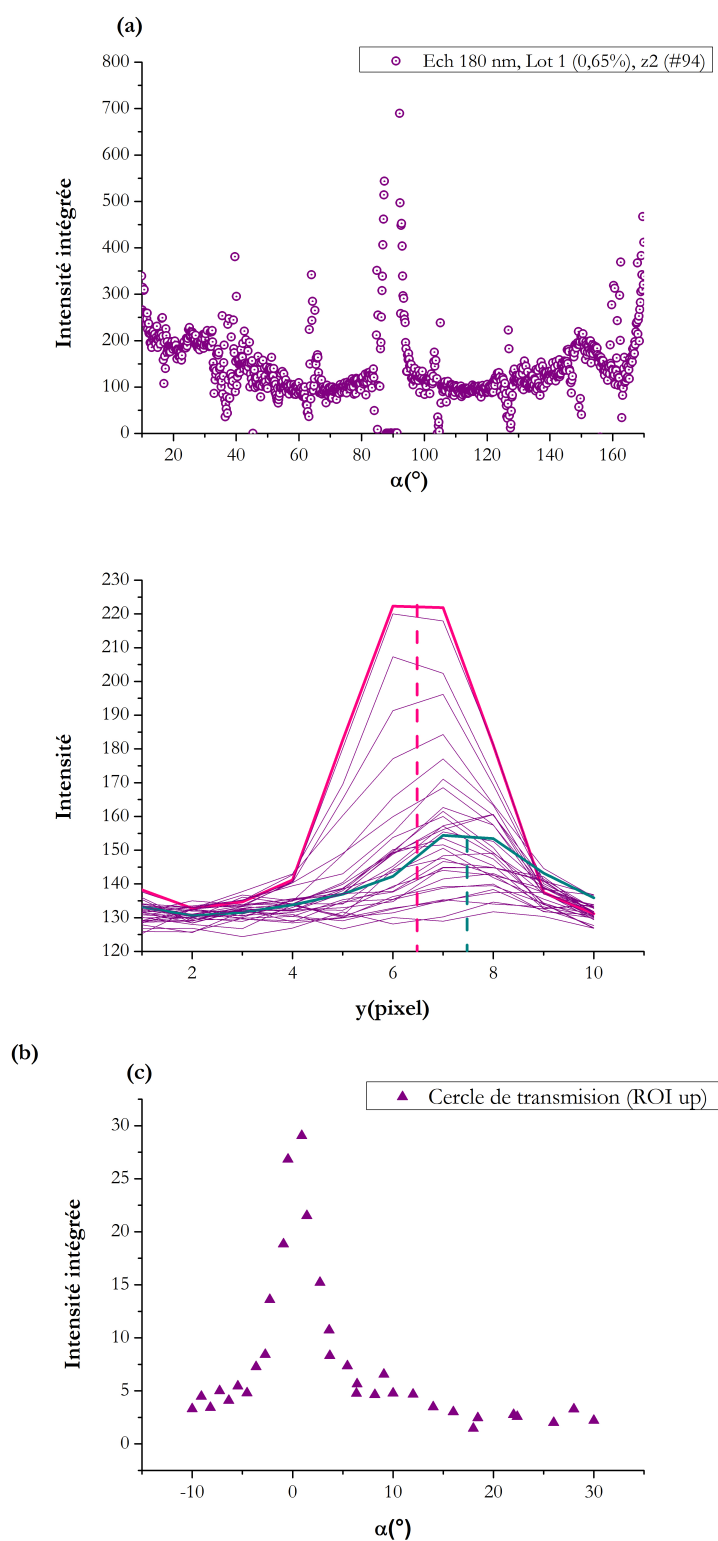 (a)
Ech 180 nm, Lot 1 (0,65%), z2 (#94)
800
700
600
500
400
300
200
100
0
Intensité intégrée
20 40 60 80 100 120 140 160
α(°)
230
220
210
200
190
180
170
160
150
140
130
120
Intensité
2 4 6 8 10
y(pixel)
(b)
(c)
Cercle de transmision (ROI up)
30
25
20
15
10
5
0
Intensité intégrée
-10 0 10 20 30
α(°)